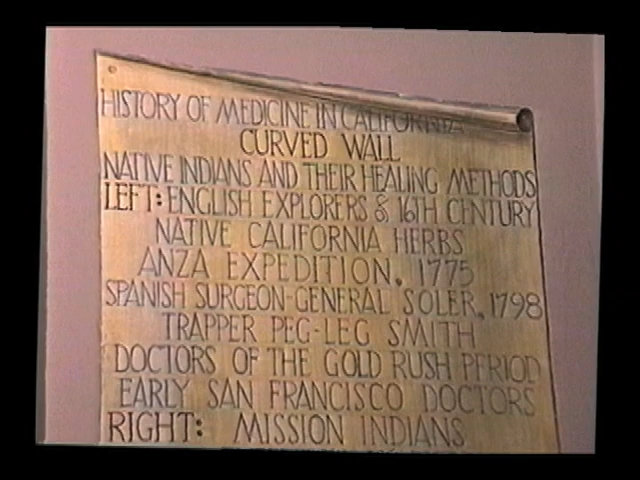 HISTORY OF MEDICINE IN CALIFORNIA
CURVED WALL
NATIVE INDIANS AND THEIR HEALING METHODS
LEFT: ENGLISH EXPLORERS & 16TH CENTURY
NATIVE CALIFORNIA HERBS
ANZA EXPEDITION, 1775
SPANISH SURGEON-GENERAL SOLER, 1798
TRAPPER PEG-LEG SMITH
DOCTORS OF THE GOLD RUSH PERIOD
EARLY SAN FRANCISCO DOCTORS
RIGHT: MISSION INDIANS